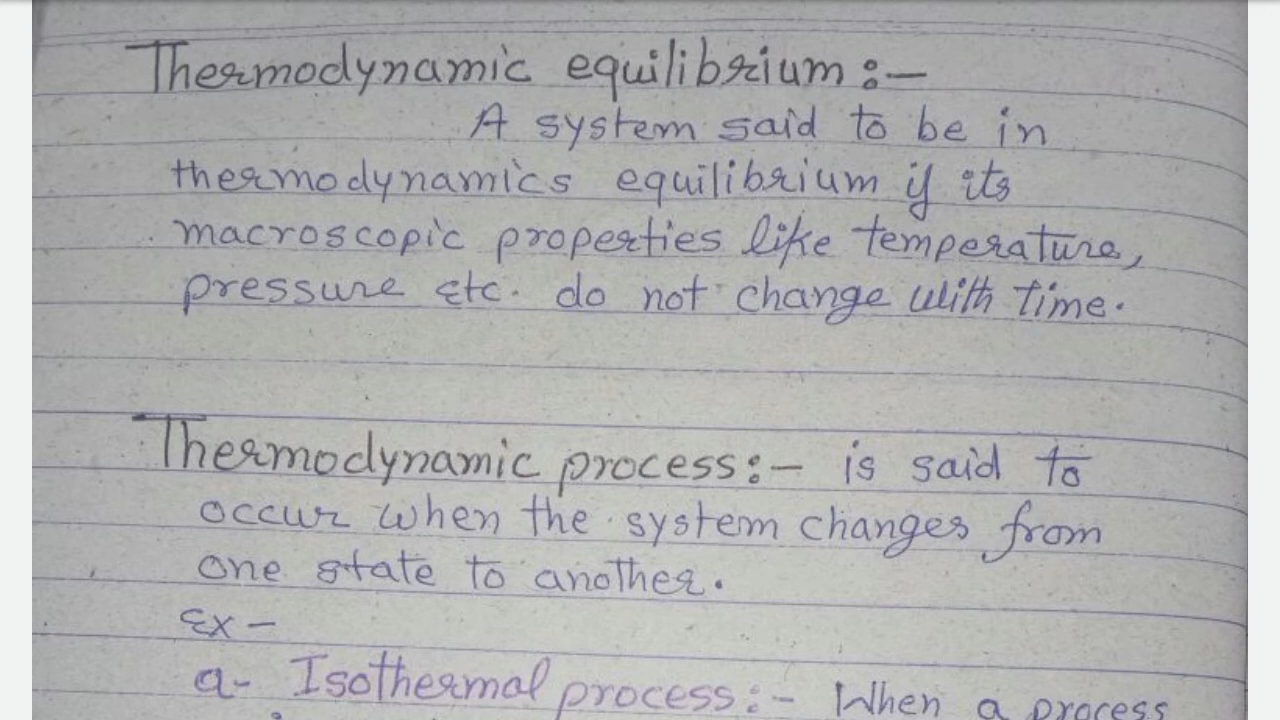 Thermodynamic equilibrium :-
A system said to be in
thermodynamics equilibrium if its
macroscopic properties like temperature,
pressure etc. do not change with time.
Thermodynamic process :- is said to
occur when the system changes from
one state to another.
Ex -
a- Isothermal process :- When a process